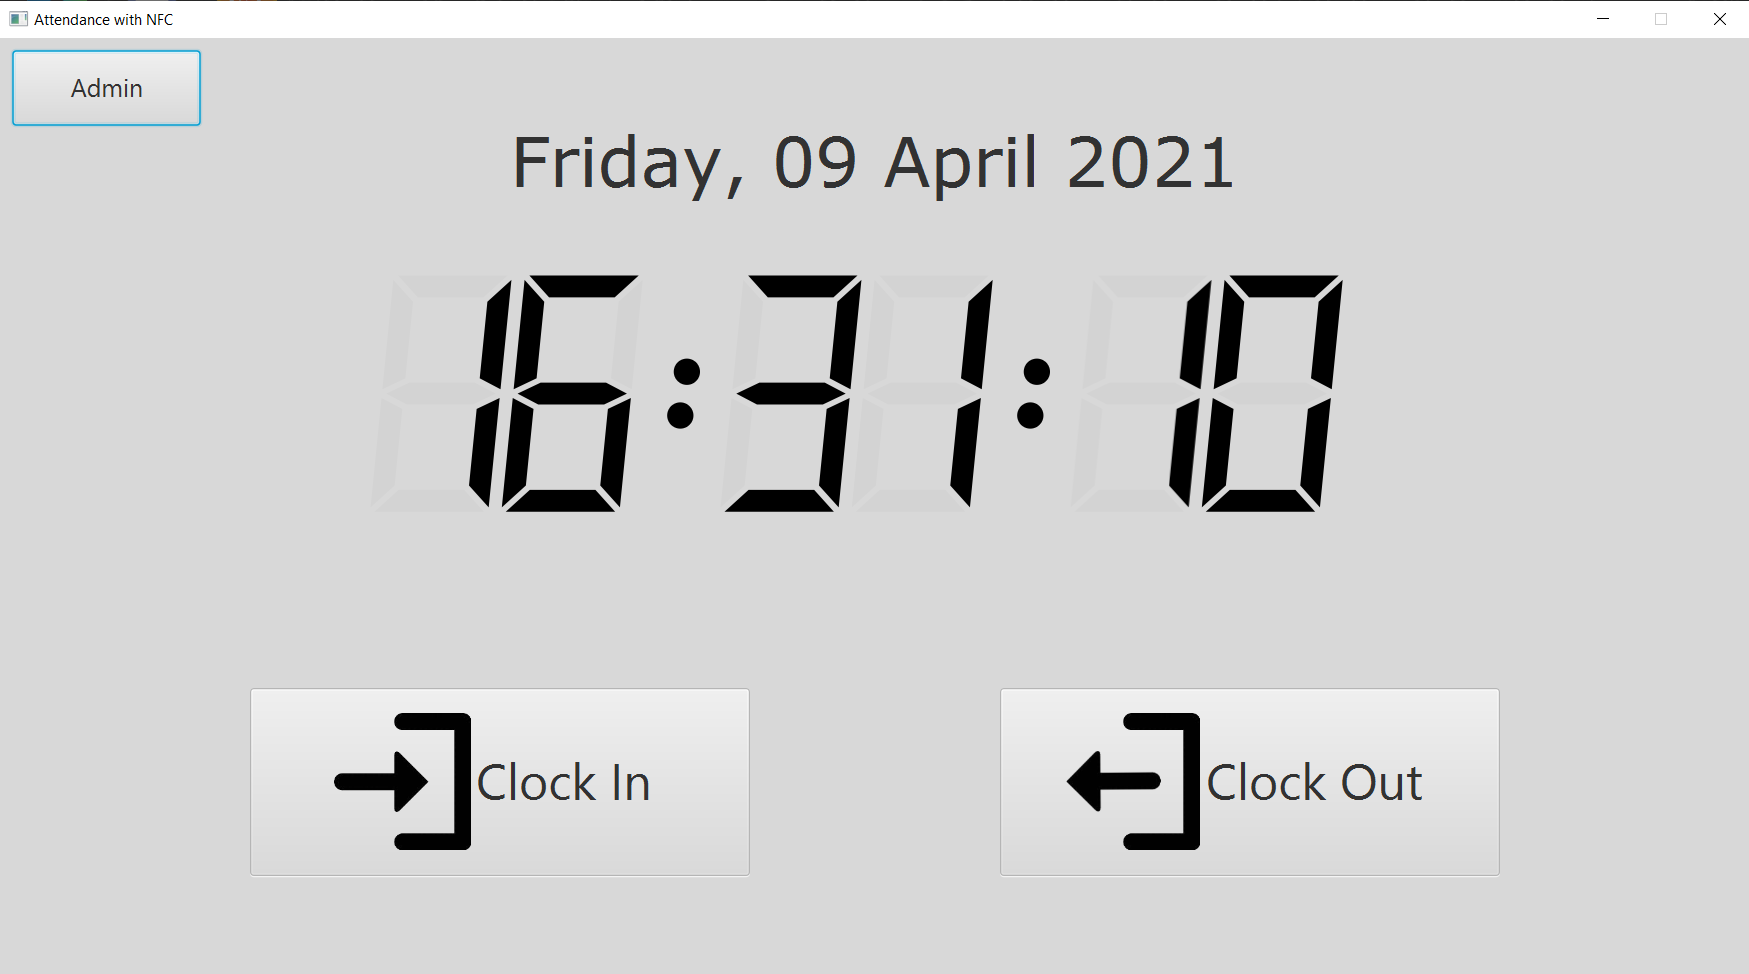 Attendance with NFC
Admin
Friday, 09 April 2021
16:31:10
Clock In
Clock Out